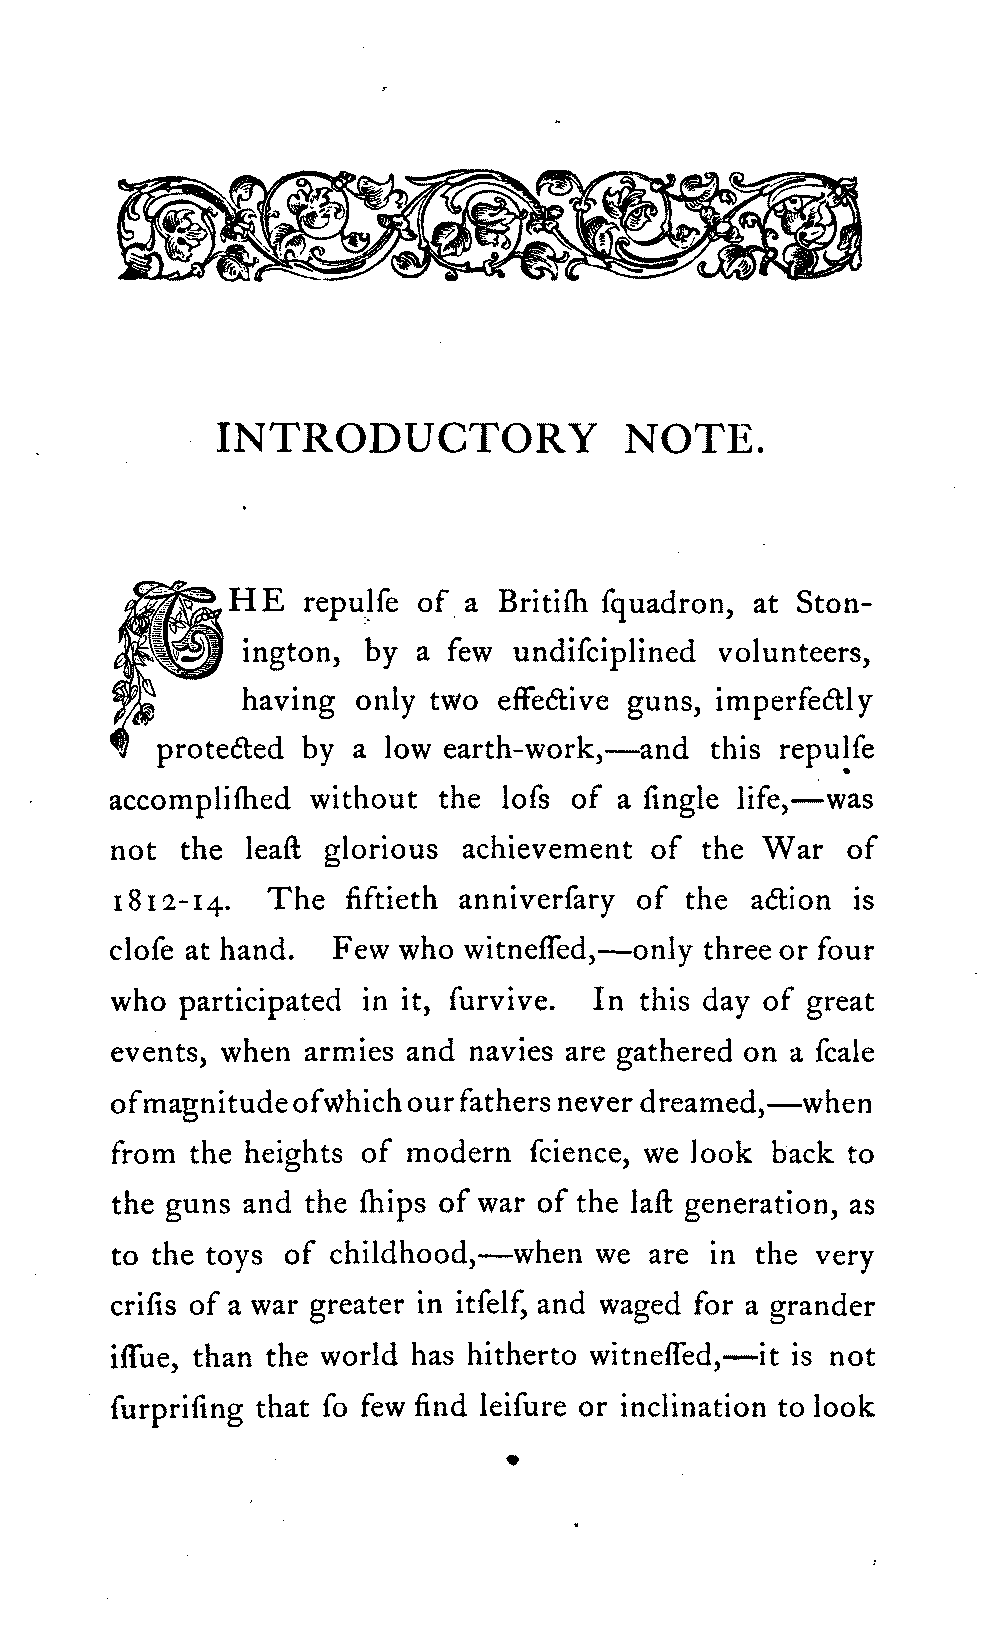 INTRODUCTORY NOTE.
THE repulſe of a Britiſh ſquadron, at Ston-
ington, by a few undiſciplined volunteers,
having only two effective guns, imperfectly
protected by a low earth-work,—and this repulſe
accompliſhed without the loſs of a ſingle life,—was
not the leaſt glorious achievement of the War of
1812-14. The fiftieth anniverſary of the action is
cloſe at hand. Few who witneſſed,—only three or four
who participated in it, ſurvive. In this day of great
events, when armies and navies are gathered on a ſcale
of magnitude of which our fathers never dreamed,—when
from the heights of modern ſcience, we look back to
the guns and the ſhips of war of the laſt generation, as
to the toys of childhood,—when we are in the very
criſis of a war greater in itſelf, and waged for a grander
iſſue, than the world has hitherto witneſſed,—it is not
ſurpriſing that ſo few find leiſure or inclination to look